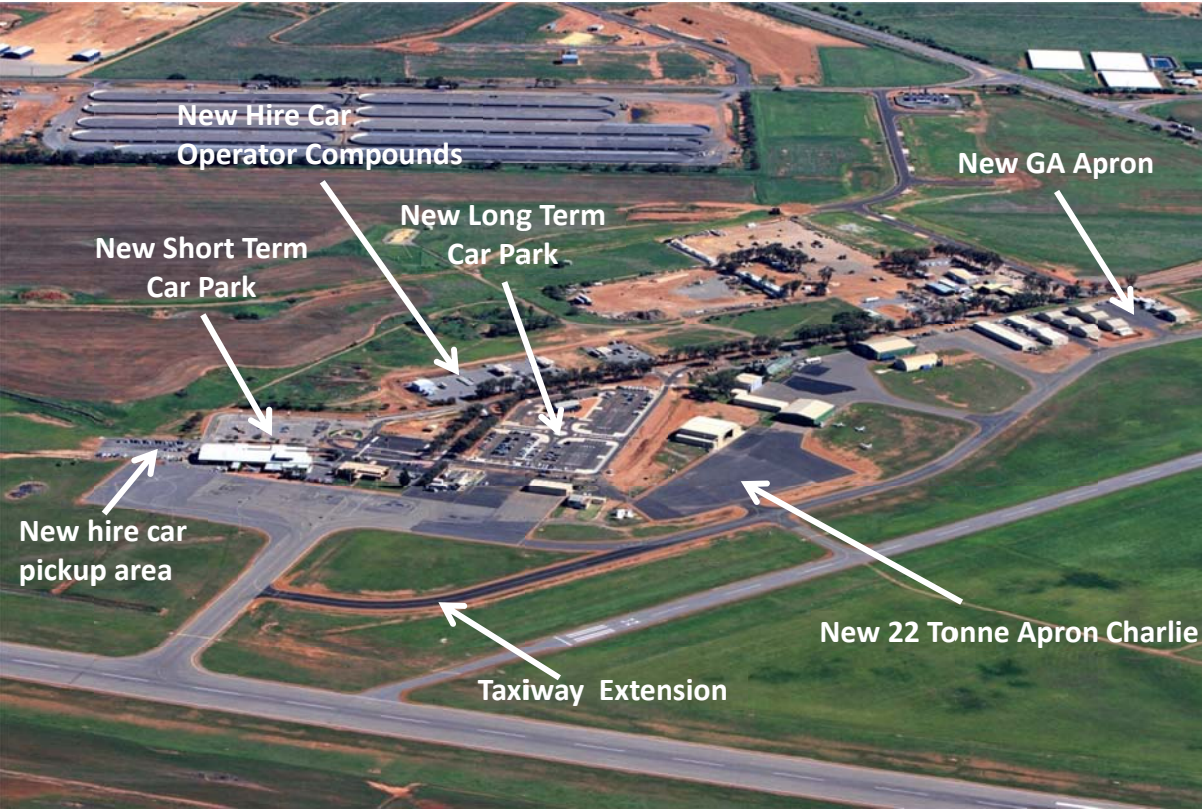 New Hire Car
Operator Compounds
New GA Apron
New Long Term
Car Park
New Short Term
Car Park
New hire car
pickup area
New 22 Tonne Apron Charlie
Taxiway Extension